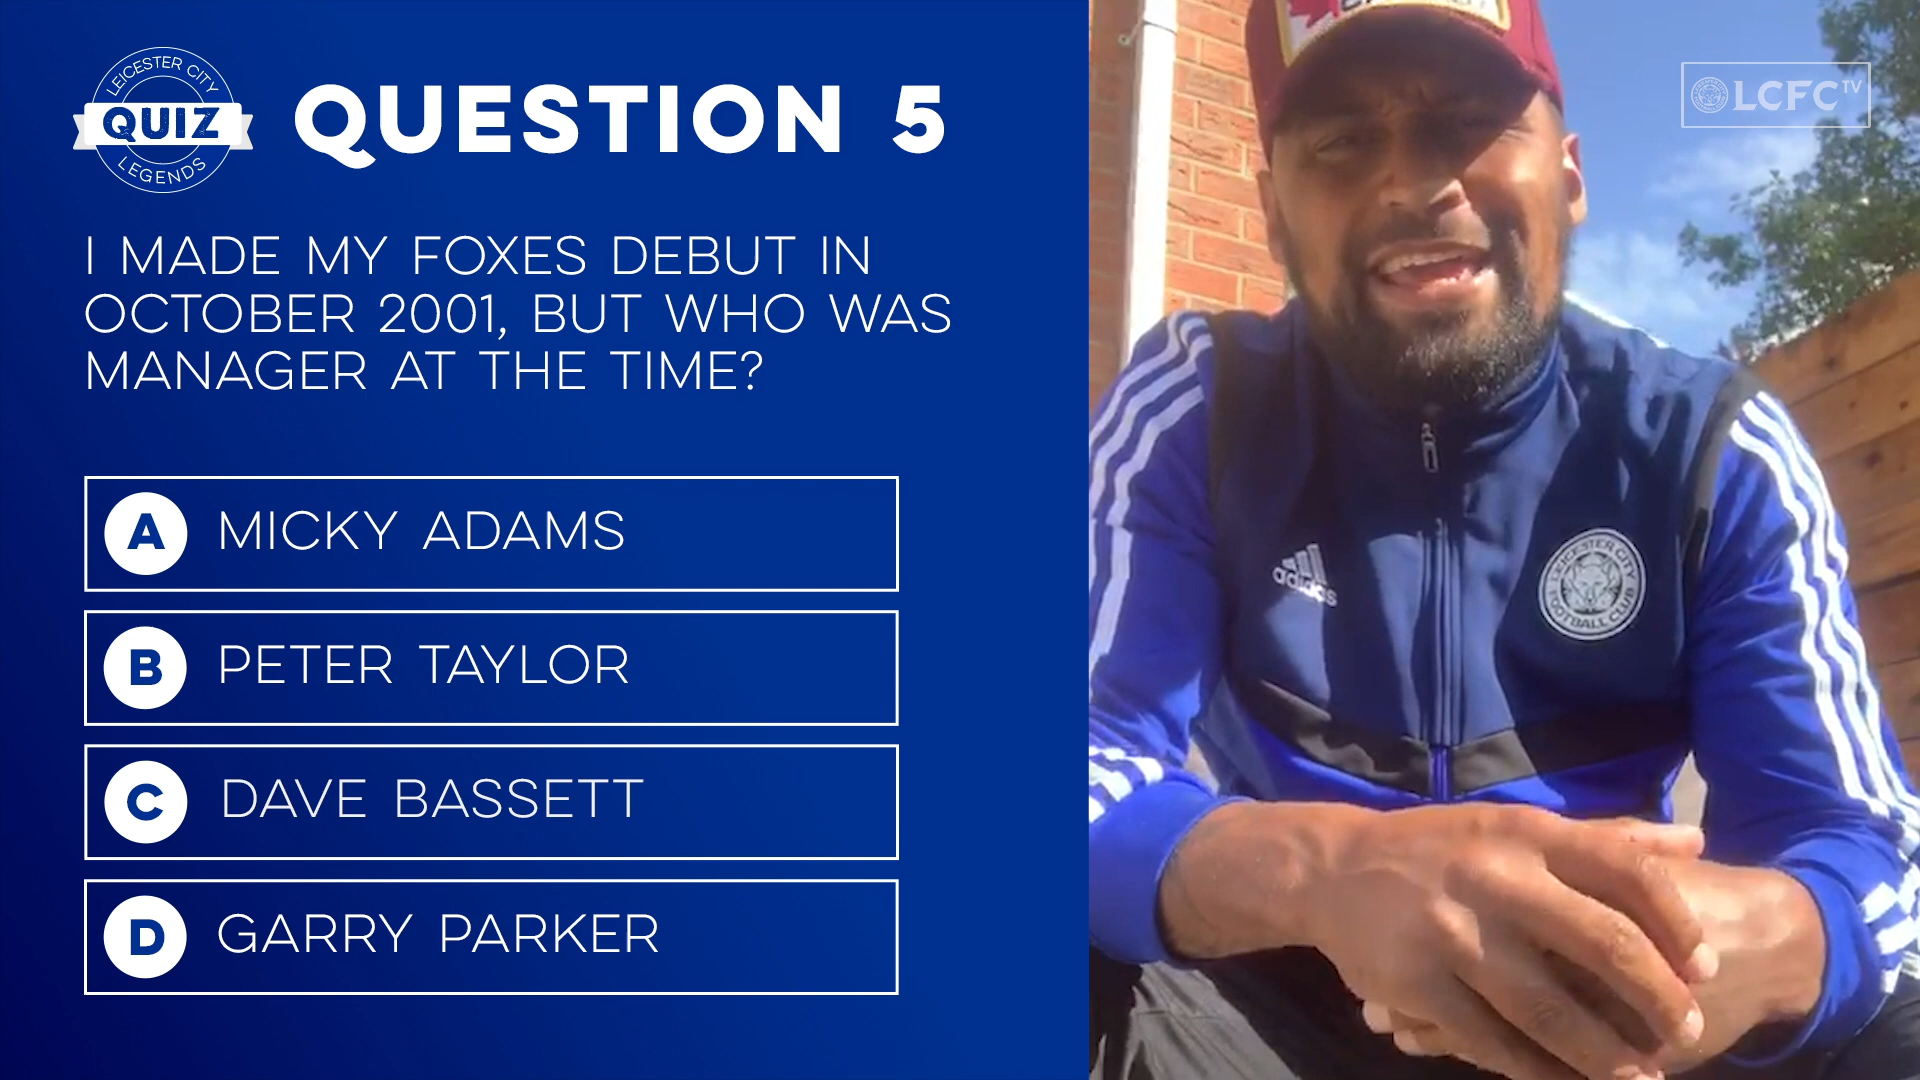 LEICESTER CITY
QUIZ
LEGENDS
QUESTION 5
I MADE MY FOXES DEBUT IN
OCTOBER 2001, BUT WHO WAS
MANAGER AT THE TIME?
A MICKY ADAMS
B PETER TAYLOR
C DAVE BASSETT
D GARRY PARKER
LCFC TV
adidas
LEICESTER CITY
FOOTBALL CLUB